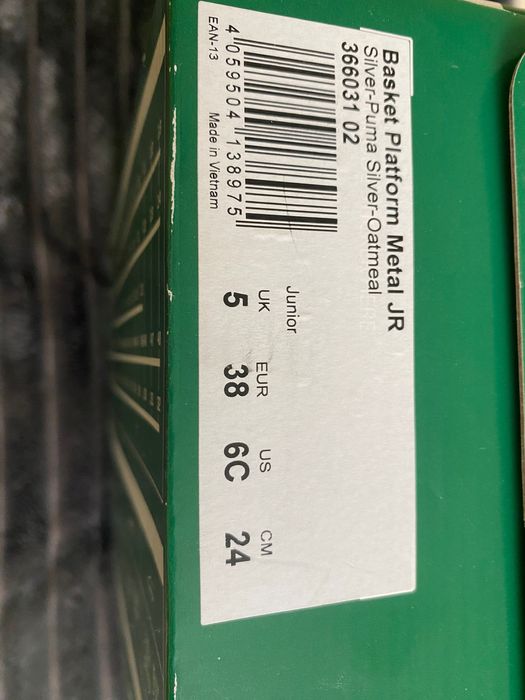 Basket Platform Metal JR
Silver-Puma Silver-Oatmeal
366031 02
4 059504 138975
EAN-13
Made in Vietnam
Junior
UK EUR US CM
5 38 6C 24